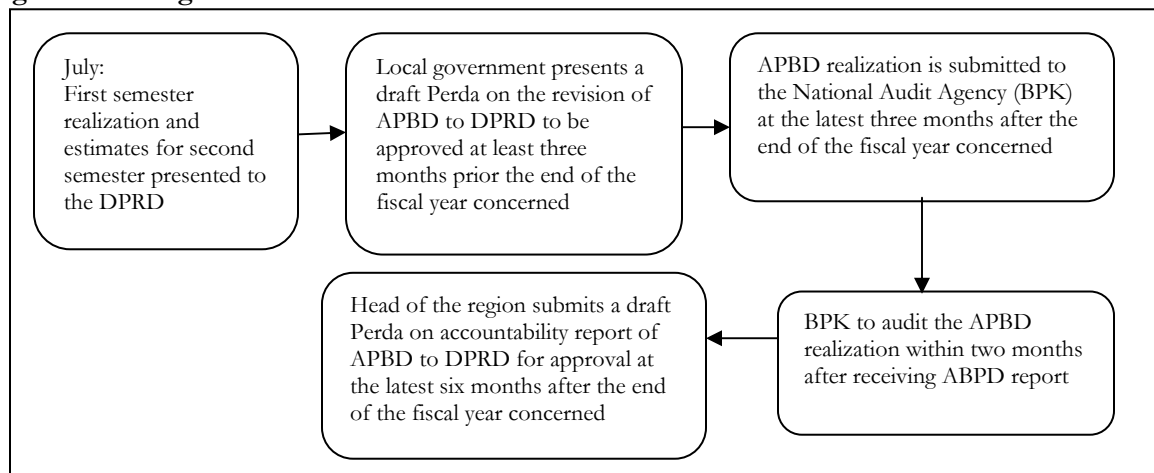 July:
First semester
realization and
estimates for second
semester presented to
the DPRD
Local government presents a
draft Perda on the revision of
APBD to DPRD to be
approved at least three
months prior the end of the
fiscal year concerned
APBD realization is submitted to
the National Audit Agency (BPK)
at the latest three months after the
end of the fiscal year concerned
BPK to audit the APBD
realization within two months
after receiving ABPD report
Head of the region submits a draft
Perda on accountability report of
APBD to DPRD for approval at
the latest six months after the end
of the fiscal year concerned